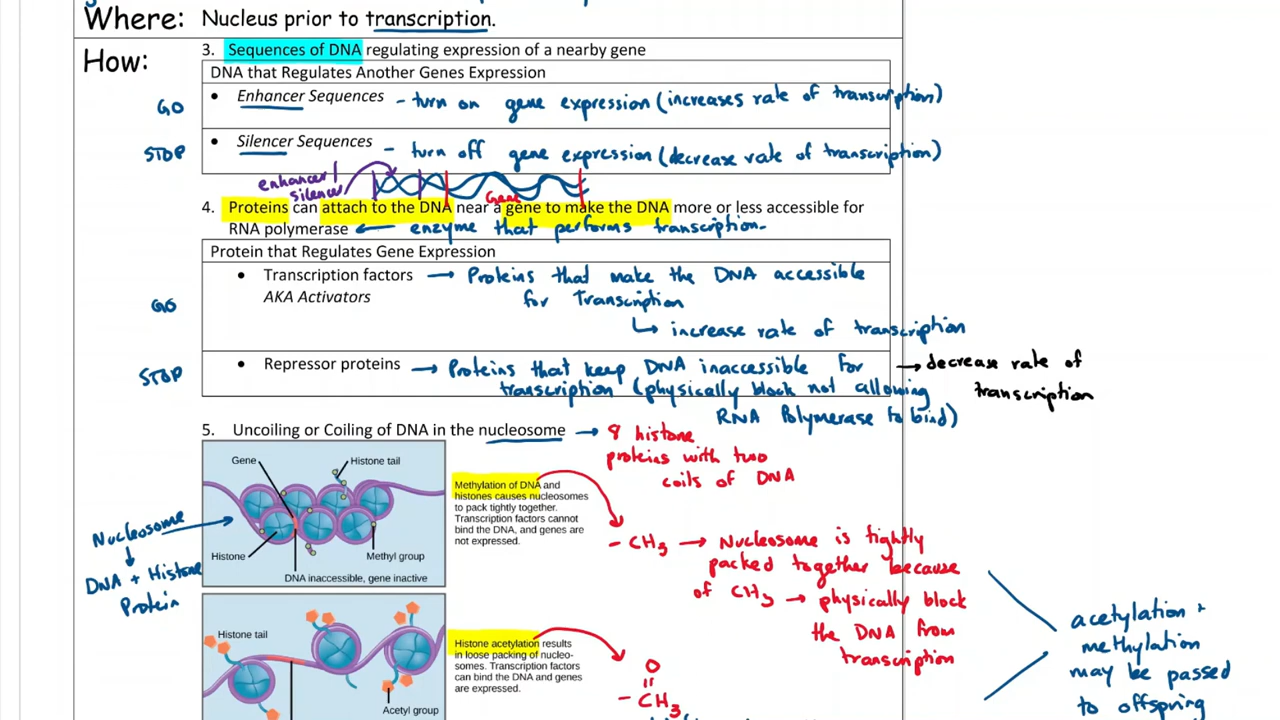 Where: Nucleus prior to transcription.
How:
3. Sequences of DNA regulating expression of a nearby gene
DNA that Regulates Another Genes Expression
GO
• Enhancer Sequences - turn on gene expression (increases rate of transcription)
STOP
• Silencer Sequences - turn off gene expression (decrease rate of transcription)
enhancer/
silencer
Gene
4. Proteins can attach to the DNA near a gene to make the DNA more or less accessible for
RNA polymerase ← enzyme that performs transcription.
Protein that Regulates Gene Expression
GO
• Transcription factors → Proteins that make the DNA accessible
AKA Activators for Transcription
↳ increase rate of transcription
STOP
• Repressor proteins → Proteins that keep DNA inaccessible for → decrease rate of
transcription (physically block not allowing transcription
RNA Polymerase to bind)
5. Uncoiling or Coiling of DNA in the nucleosome → 8 histone
proteins with two
coils of DNA
Gene
Histone tail
Histone
Methyl group
DNA inaccessible, gene inactive
Nucleosome
↓
DNA + Histone
Protein
Methylation of DNA and
histones causes nucleosomes
to pack tightly together.
Transcription factors cannot
bind the DNA, and genes are
not expressed.
- CH3 → Nucleosome is tightly
packed together because
of CH3 → physically block
the DNA from
transcription
Histone tail
Acetyl group
Histone acetylation results
in loose packing of nucleo-
somes. Transcription factors
can bind the DNA and genes
are expressed.
O
=
- CH3
acetylation +
methylation
may be passed
to offspring